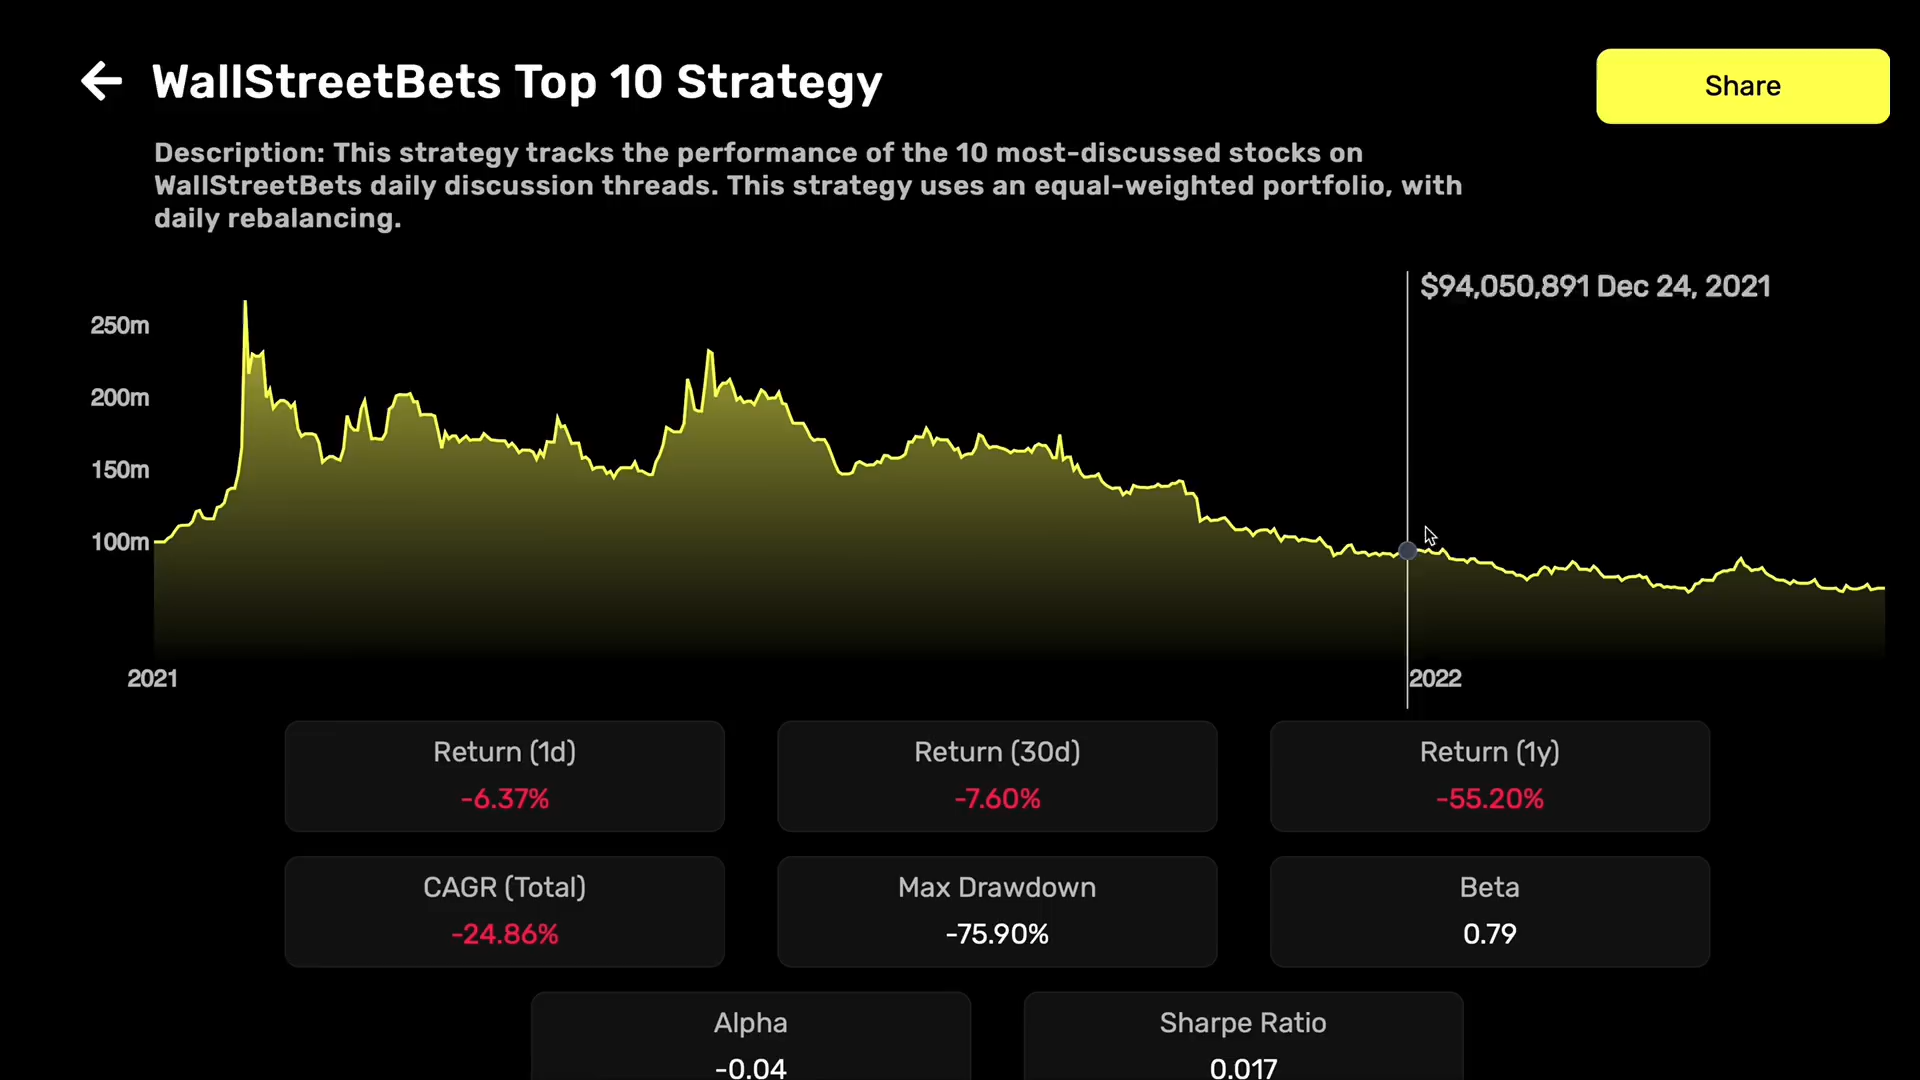 WallStreetBets Top 10 Strategy
Share
Description: This strategy tracks the performance of the 10 most-discussed stocks on
WallStreetBets daily discussion threads. This strategy uses an equal-weighted portfolio, with
daily rebalancing.
$94,050,891 Dec 24, 2021
250m
200m
150m
100m
2021
2022
Return (1d)
-6.37%
Return (30d)
-7.60%
Return (1y)
-55.20%
CAGR (Total)
-24.86%
Max Drawdown
-75.90%
Beta
0.79
Alpha
-0.04
Sharpe Ratio
0.017